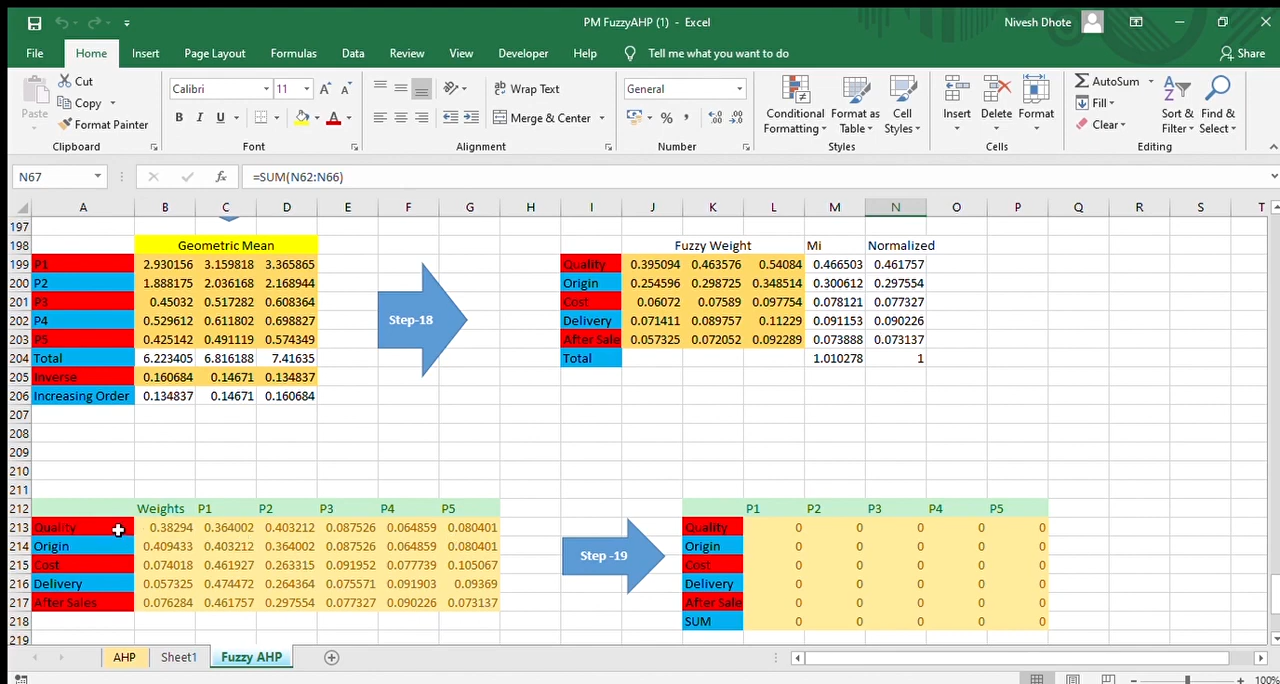 PM FuzzyAHP (1) - Excel
Nivesh Dhote
File Home Insert Page Layout Formulas Data Review View Developer Help Tell me what you want to do Share
Paste Cut Copy Format Painter Clipboard
Calibri 11 B I U A Font
Wrap Text Merge & Center Alignment
General % , Number
Conditional Formatting Format as Table Cell Styles Styles
Insert Delete Format Cells
AutoSum Fill Clear Sort & Filter Find & Select Editing
N67 fx =SUM(N62:N66)
A B C D E F G H I J K L M N O P Q R S T
197
198 Geometric Mean Fuzzy Weight Mi Normalized
199 P1 2.930156 3.159818 3.365865 Quality 0.395094 0.463576 0.54084 0.466503 0.461757
200 P2 1.888175 2.036168 2.168944 Origin 0.254596 0.298725 0.348514 0.300612 0.297554
201 P3 0.45032 0.517282 0.608364 Cost 0.06072 0.07589 0.097754 0.078121 0.077327
202 P4 0.529612 0.611802 0.698827 Step-18 Delivery 0.071411 0.089757 0.11229 0.091153 0.090226
203 P5 0.425142 0.491119 0.574349 After Sale 0.057325 0.072052 0.092289 0.073888 0.073137
204 Total 6.223405 6.816188 7.41635 Total 1.010278 1
205 Inverse 0.160684 0.14671 0.134837
206 Increasing Order 0.134837 0.14671 0.160684
207
208
209
210
211
212 Weights P1 P2 P3 P4 P5 P1 P2 P3 P4 P5
213 Quality 0.38294 0.364002 0.403212 0.087526 0.064859 0.080401 Quality 0 0 0 0 0
214 Origin 0.409433 0.403212 0.364002 0.087526 0.064859 0.080401 Step -19 Origin 0 0 0 0 0
215 Cost 0.074018 0.461927 0.263315 0.091952 0.077739 0.105067 Cost 0 0 0 0 0
216 Delivery 0.057325 0.474472 0.264364 0.075571 0.091903 0.09369 Delivery 0 0 0 0 0
217 After Sales 0.076284 0.461757 0.297554 0.077327 0.090226 0.073137 After Sale 0 0 0 0 0
218 SUM 0 0 0 0 0
219
AHP Sheet1 Fuzzy AHP
100%